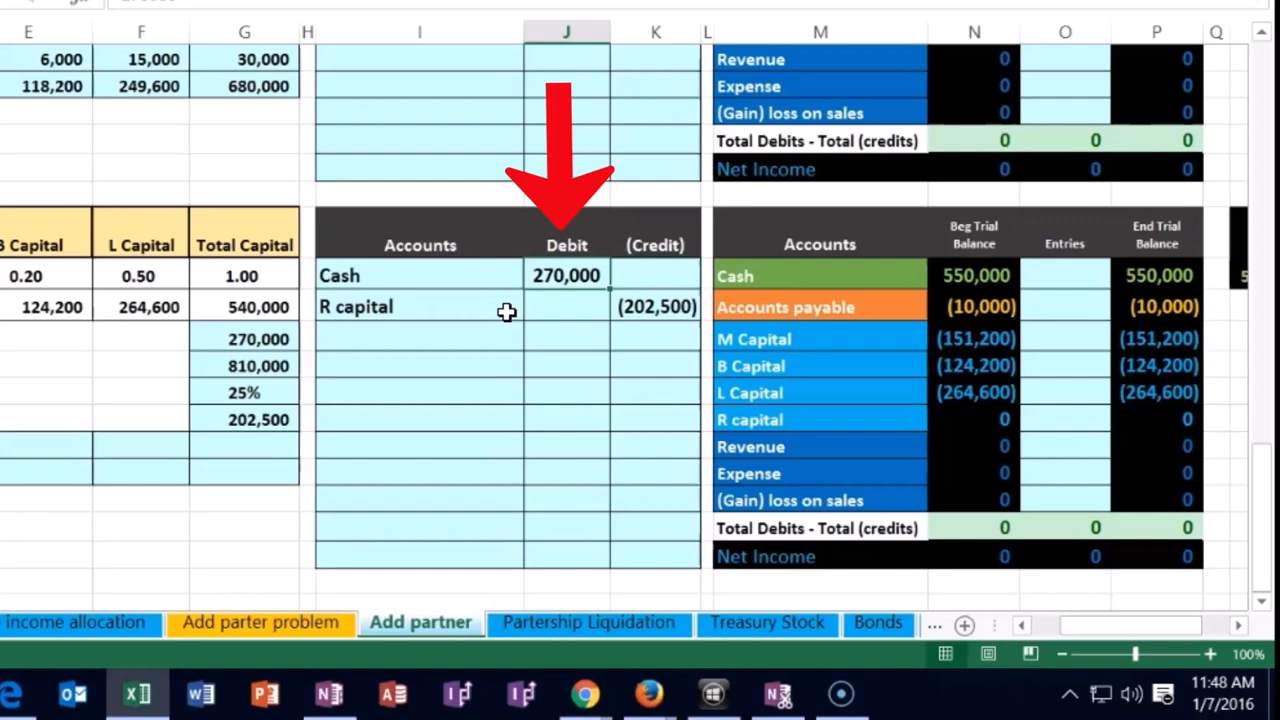 E F G H I J K L M N O P Q
6,000 15,000 30,000 Revenue 0 0
118,200 249,600 680,000 Expense 0 0
(Gain) loss on sales 0 0
Total Debits - Total (credits) 0 0 0
Net Income 0 0 0
B Capital L Capital Total Capital Accounts Debit (Credit) Accounts Beg Trial Balance Entries End Trial Balance
0.20 0.50 1.00 Cash 270,000 Cash 550,000 550,000 5
124,200 264,600 540,000 R capital (202,500) Accounts payable (10,000) (10,000)
270,000 M Capital (151,200) (151,200)
810,000 B Capital (124,200) (124,200)
25% L Capital (264,600) (264,600)
202,500 R capital 0 0
Revenue 0 0
Expense 0 0
(Gain) loss on sales 0 0
Total Debits - Total (credits) 0 0 0
Net Income 0 0 0
income allocation Add parter problem Add partner Partership Liquidation Treasury Stock Bonds ...
100%
11:48 AM
1/7/2016